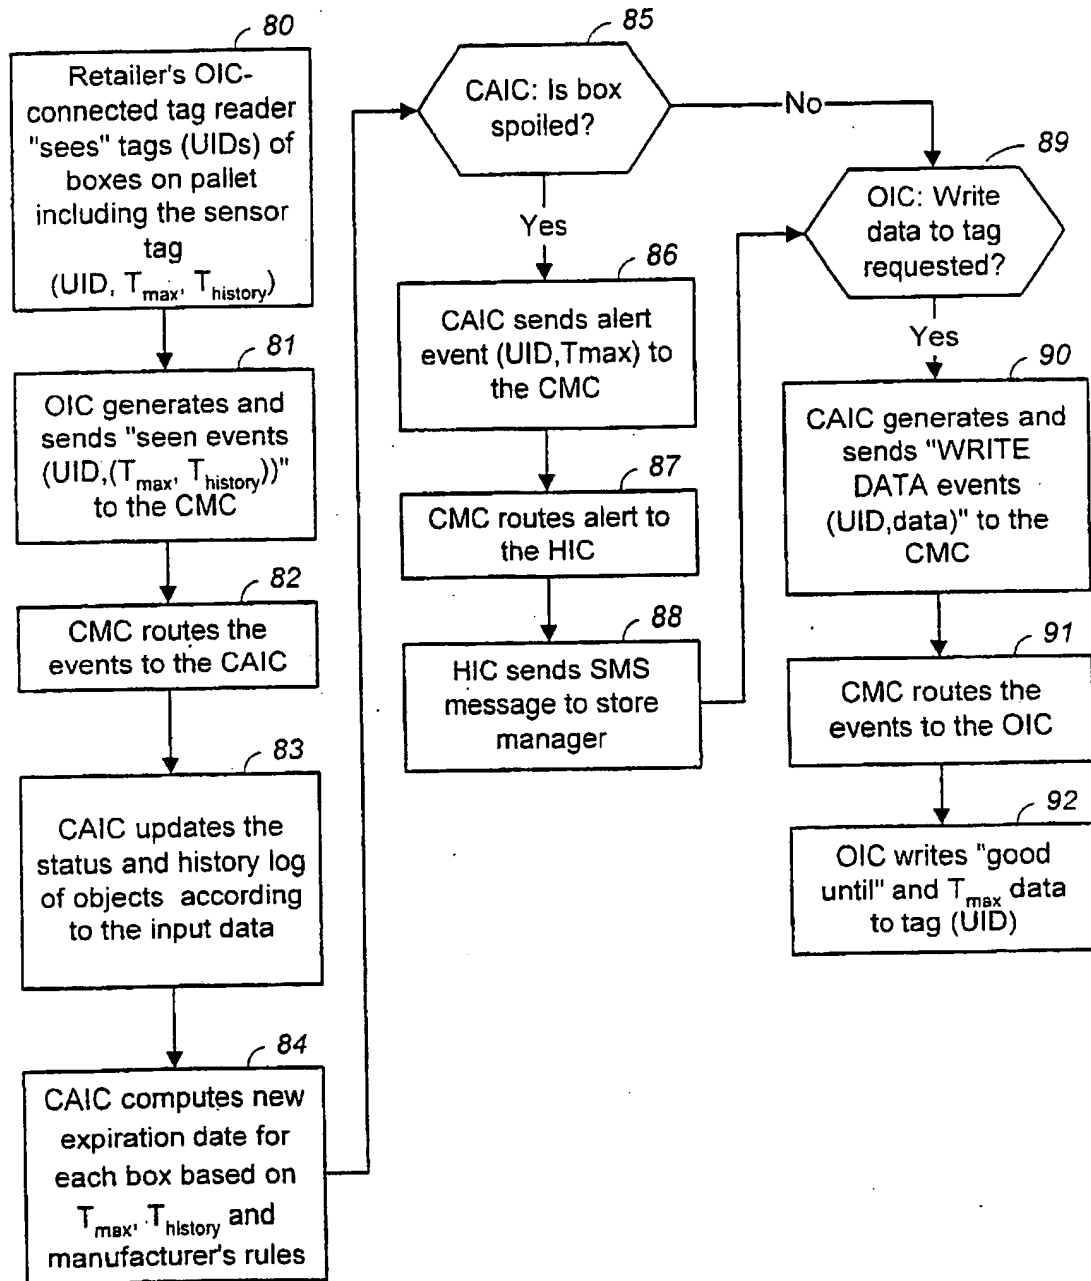 80
Retailer's OIC-
connected tag reader
"sees" tags (UIDs) of
boxes on pallet
including the sensor
tag
(UID, Tmax, Thistory)
81
OIC generates and
sends "seen events
(UID,(Tmax, Thistory))"
to the CMC
82
CMC routes the
events to the CAIC
83
CAIC updates the
status and history log
of objects according
to the input data
84
CAIC computes new
expiration date for
each box based on
Tmax, Thistory and
manufacturer's rules
85
CAIC: Is box
spoiled?
No
Yes
86
CAIC sends alert
event (UID,Tmax) to
the CMC
87
CMC routes alert to
the HIC
88
HIC sends SMS
message to store
manager
89
OIC: Write
data to tag
requested?
Yes
90
CAIC generates and
sends "WRITE
DATA events
(UID,data)" to the
CMC
91
CMC routes the
events to the OIC
92
OIC writes "good
until" and Tmax data
to tag (UID)